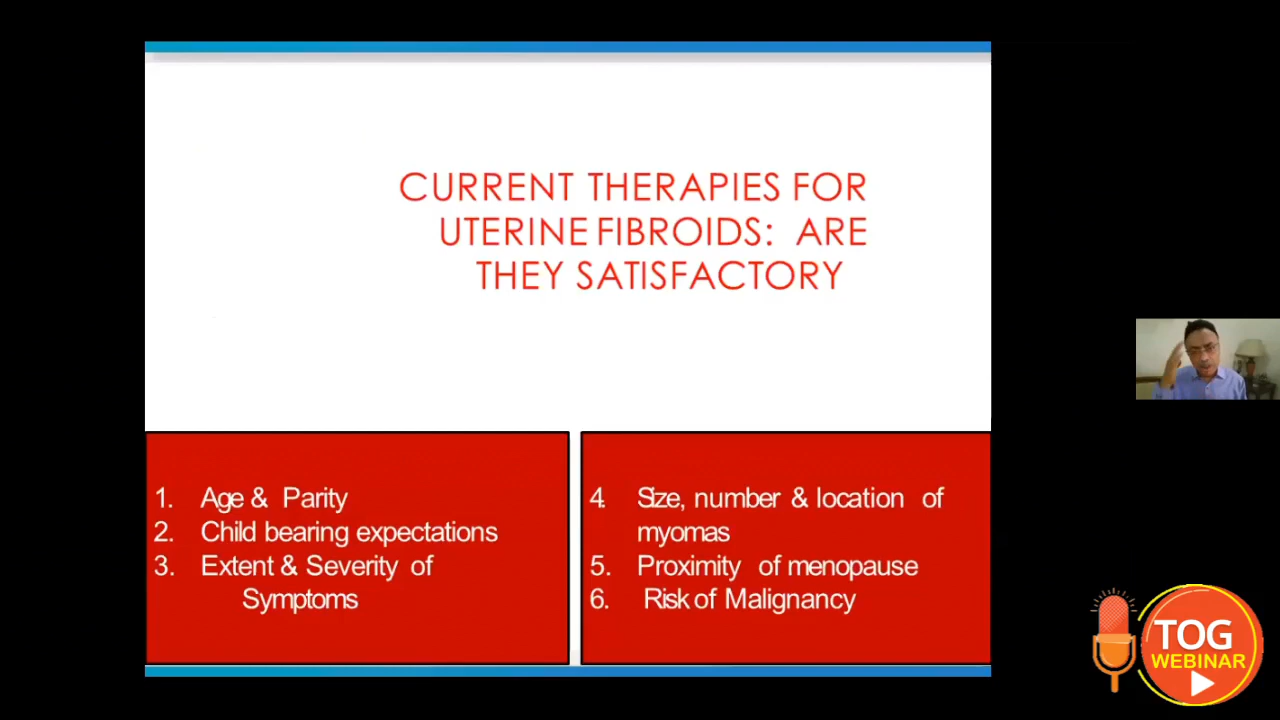 CURRENT THERAPIES FOR
UTERINE FIBROIDS: ARE
THEY SATISFACTORY
1. Age & Parity
2. Child bearing expectations
3. Extent & Severity of
Symptoms
4. Size, number & location of
myomas
5. Proximity of menopause
6. Risk of Malignancy
TOG
WEBINAR